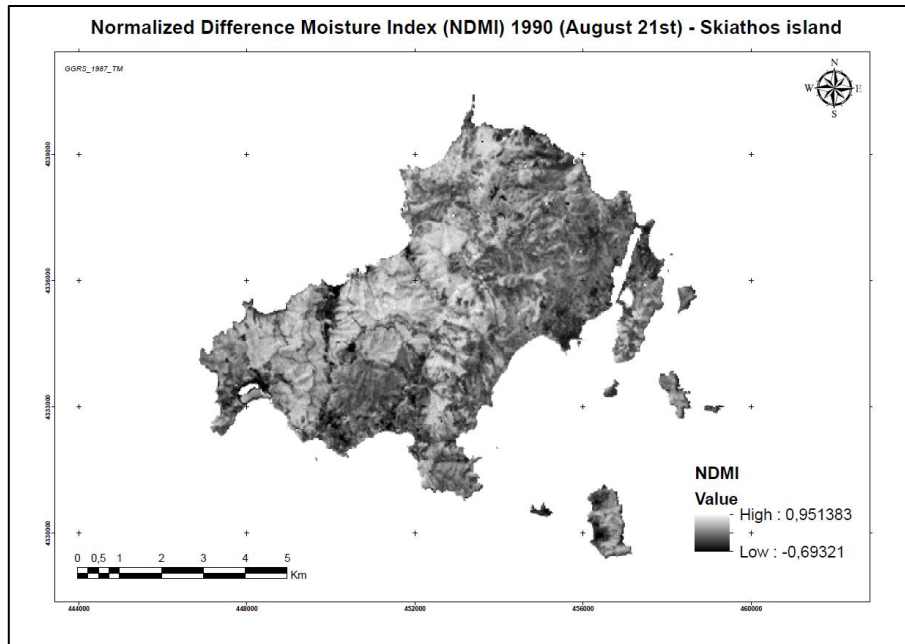 Normalized Difference Moisture Index (NDMI) 1990 (August 21st) - Skiathos island
GGRS_1987_TM
N
W E
S
4339000
4336000
4333000
4330000
NDMI
Value
High : 0,951383
Low : -0,69321
0 0,5 1 2 3 4 5
Km
444000 448000 452000 456000 460000